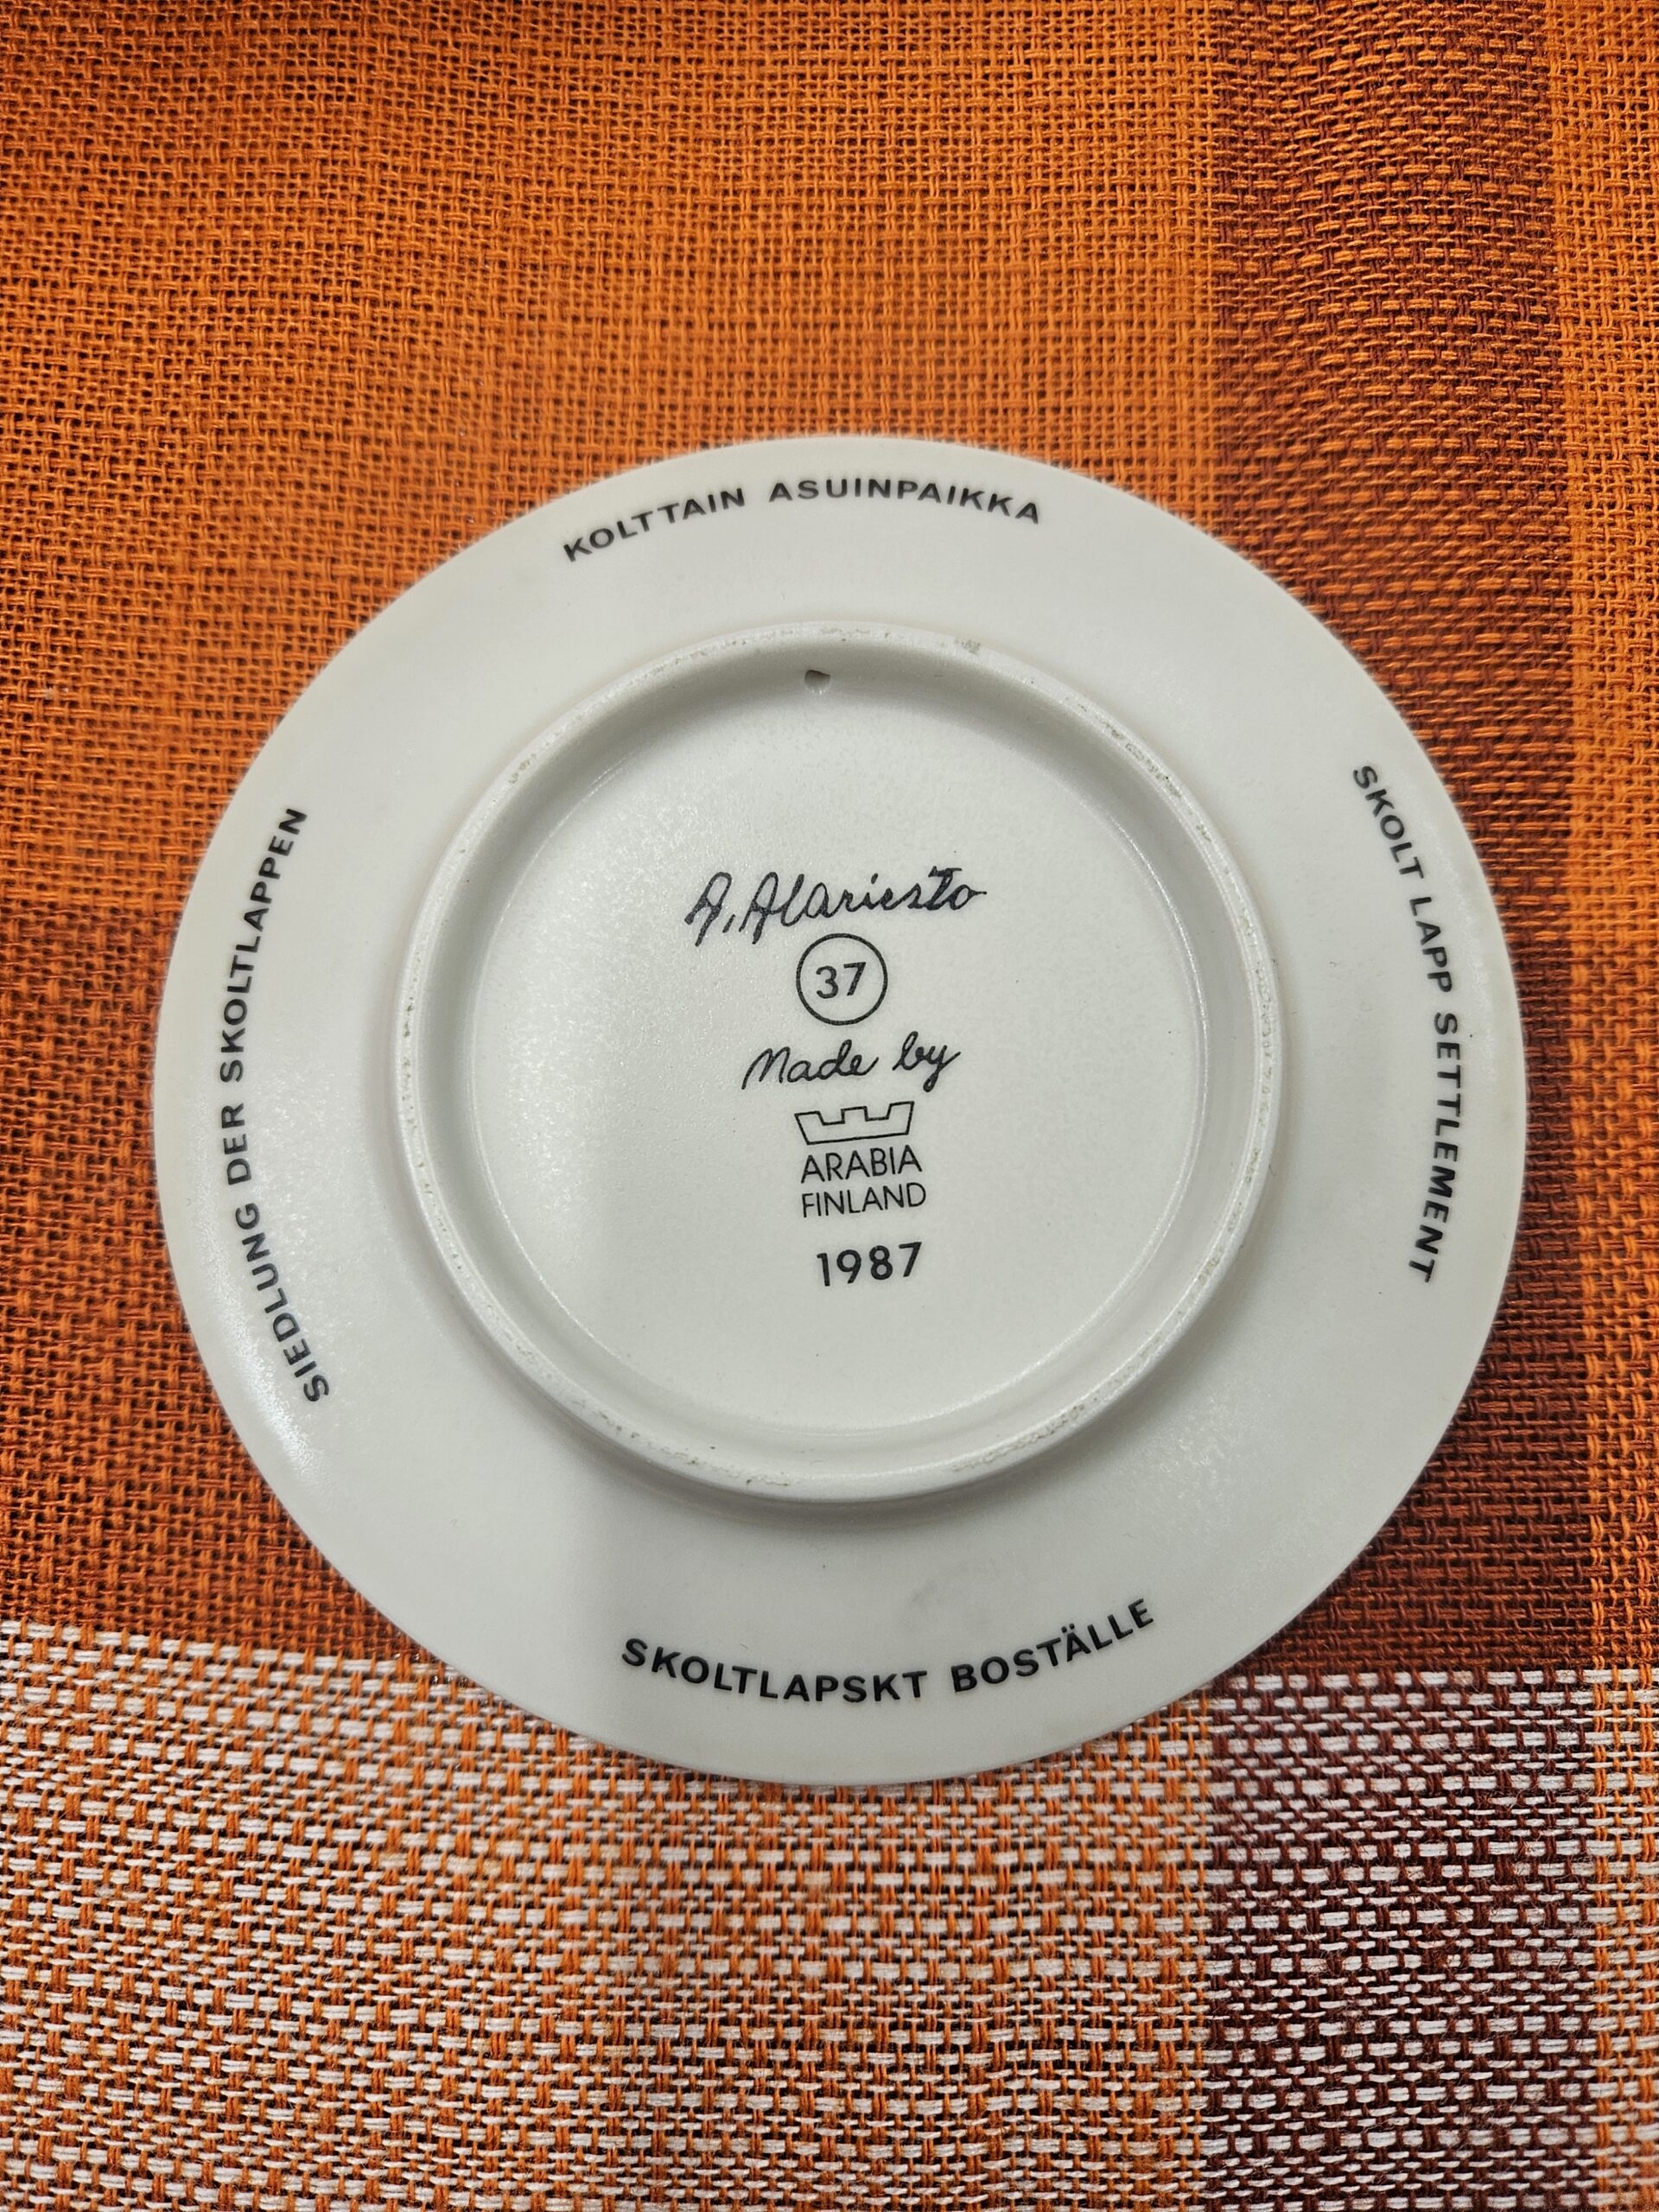 KOLTTAIN ASUINPAIKKA
SKOLT LAPP SETTLEMENT
SKOLTLAPSKT BOSTÄLLE
SIEDLUNG DER SKOLTLAPPEN
A. Alariesto
37
Made by
ARABIA
FINLAND
1987